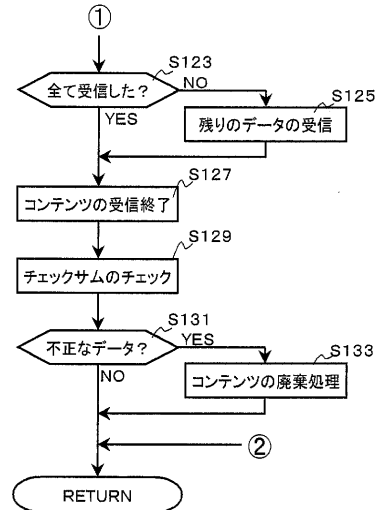 ①
S123
全て受信した?
NO
S125
YES
残りのデータの受信
S127
コンテンツの受信終了
S129
チェックサムのチェック
S131
不正なデータ?
YES
S133
NO
コンテンツの廃棄処理
②
RETURN